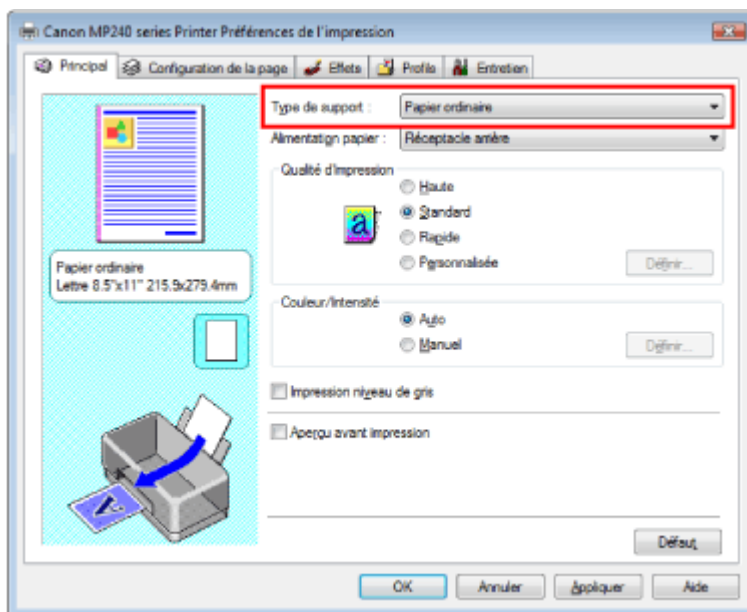 Canon MP240 series Printer Préférences de l'impression
Principal Configuration de la page Effets Profils Entretien
Type de support : Papier ordinaire
Alimentation papier : Réceptacle arrière
Qualité d'impression
Haute
a Standard
Rapide
Personnalisée Définir...
Papier ordinaire
Lettre 8.5"x11" 215.9x279.4mm
Couleur/Intensité
Auto
Manuel Définir...
Impression niveau de gris
Aperçu avant impression
Défaut
OK Annuler Appliquer Aide